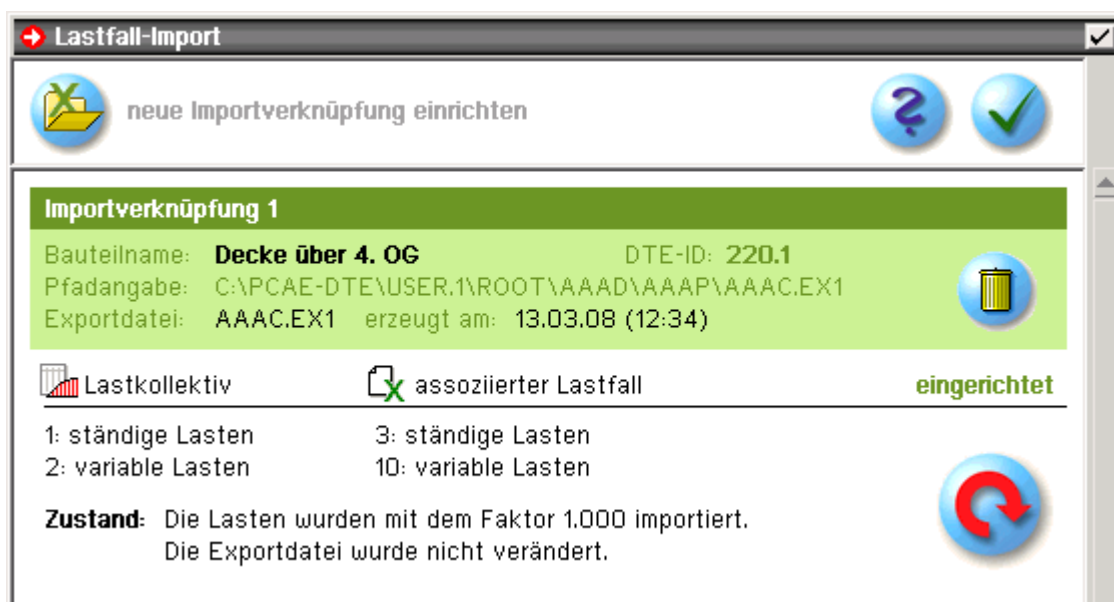 Lastfall-Import
neue Importverknüpfung einrichten
Importverknüpfung 1
Bauteilname: Decke über 4. OG DTE-ID: 220.1
Pfadangabe: C:\PCAE-DTE\USER.1\ROOT\AAAD\AAAP\AAAC.EX1
Exportdatei: AAAC.EX1 erzeugt am: 13.03.08 (12:34)
Lastkollektiv assoziierter Lastfall eingerichtet
1: ständige Lasten 3: ständige Lasten
2: variable Lasten 10: variable Lasten
Zustand: Die Lasten wurden mit dem Faktor 1.000 importiert.
Die Exportdatei wurde nicht verändert.